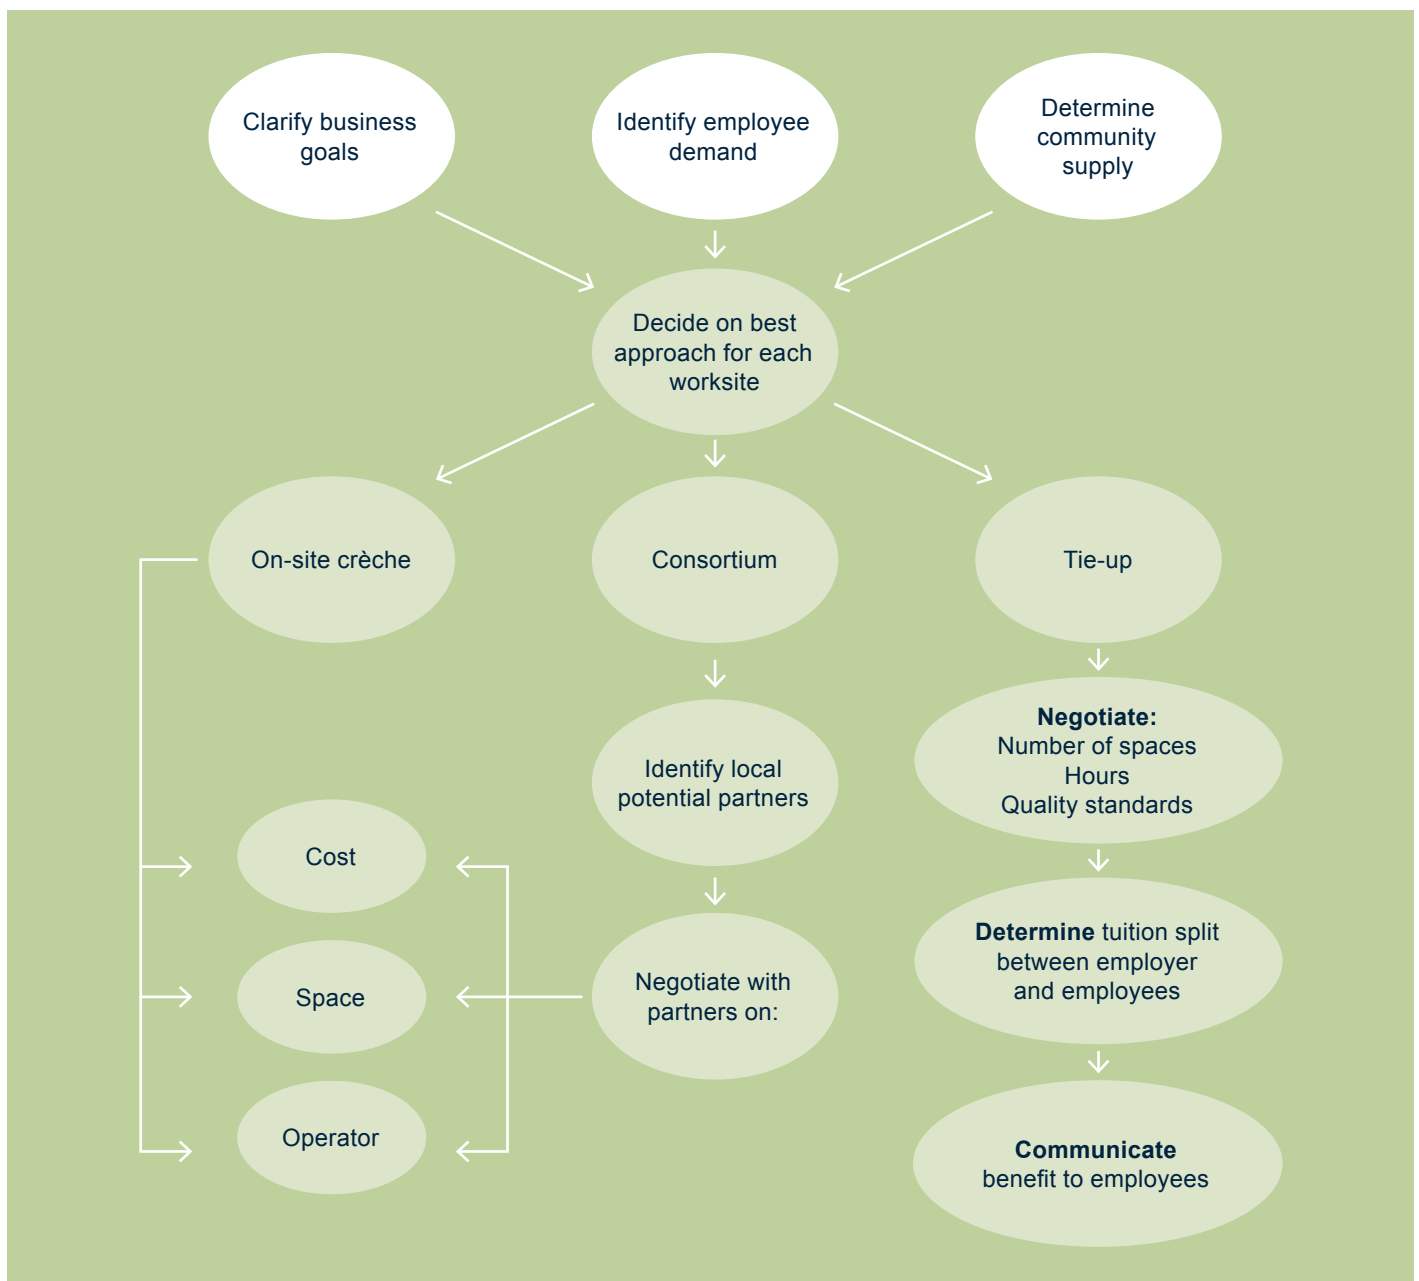 Clarify business
goals
Identify employee
demand
Determine
community
supply
Decide on best
approach for each
worksite
On-site crèche
Consortium
Tie-up
Identify local
potential partners
Negotiate:
Number of spaces
Hours
Quality standards
Cost
Space
Operator
Negotiate with
partners on:
Determine tuition split
between employer
and employees
Communicate
benefit to employees